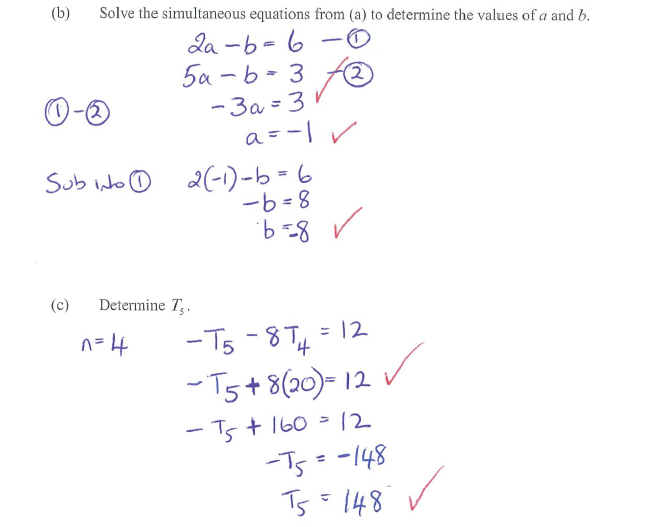 (b) Solve the simultaneous equations from (a) to determine the values of a and b.
2a - b = 6 - ①
5a - b = 3 - ②
① - ② - 3a = 3
a = -1
Sub into ① 2(-1) - b = 6
-b = 8
b = -8
(c) Determine T₅.
n = 4 - T₅ - 8T₄ = 12
- T₅ + 8(20) = 12
- T₅ + 160 = 12
-T₅ = -148
T₅ = 148